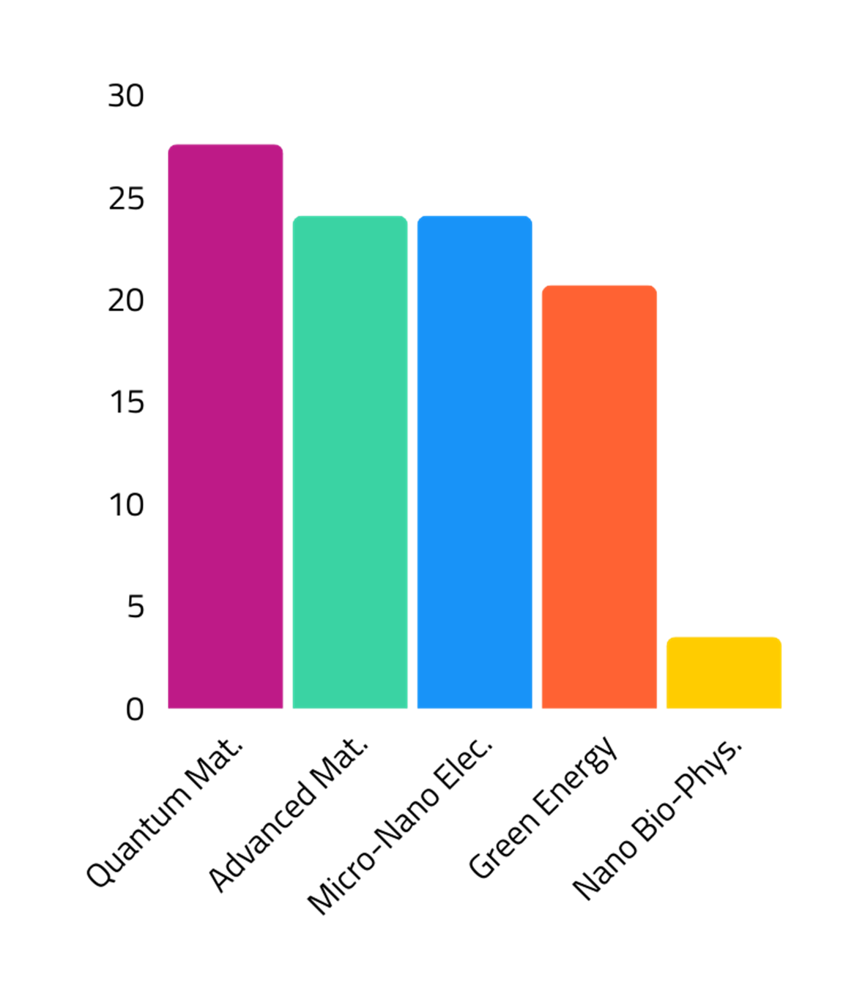 30
25
20
15
10
5
0
Quantum Mat.
Advanced Mat.
Micro-Nano Elec.
Green Energy
Nano Bio-Phys.